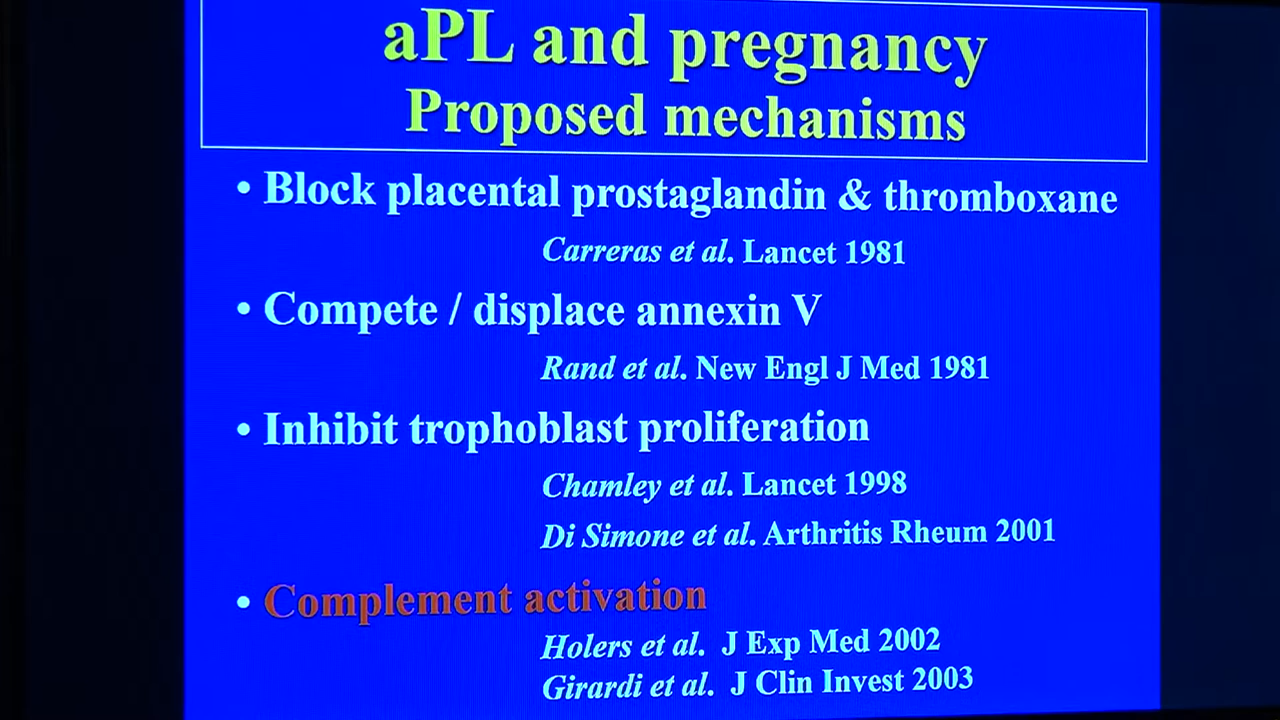 aPL and pregnancy
Proposed mechanisms
• Block placental prostaglandin & thromboxane
Carreras et al. Lancet 1981
• Compete / displace annexin V
Rand et al. New Engl J Med 1981
• Inhibit trophoblast proliferation
Chamley et al. Lancet 1998
Di Simone et al. Arthritis Rheum 2001
• Complement activation
Holers et al. J Exp Med 2002
Girardi et al. J Clin Invest 2003